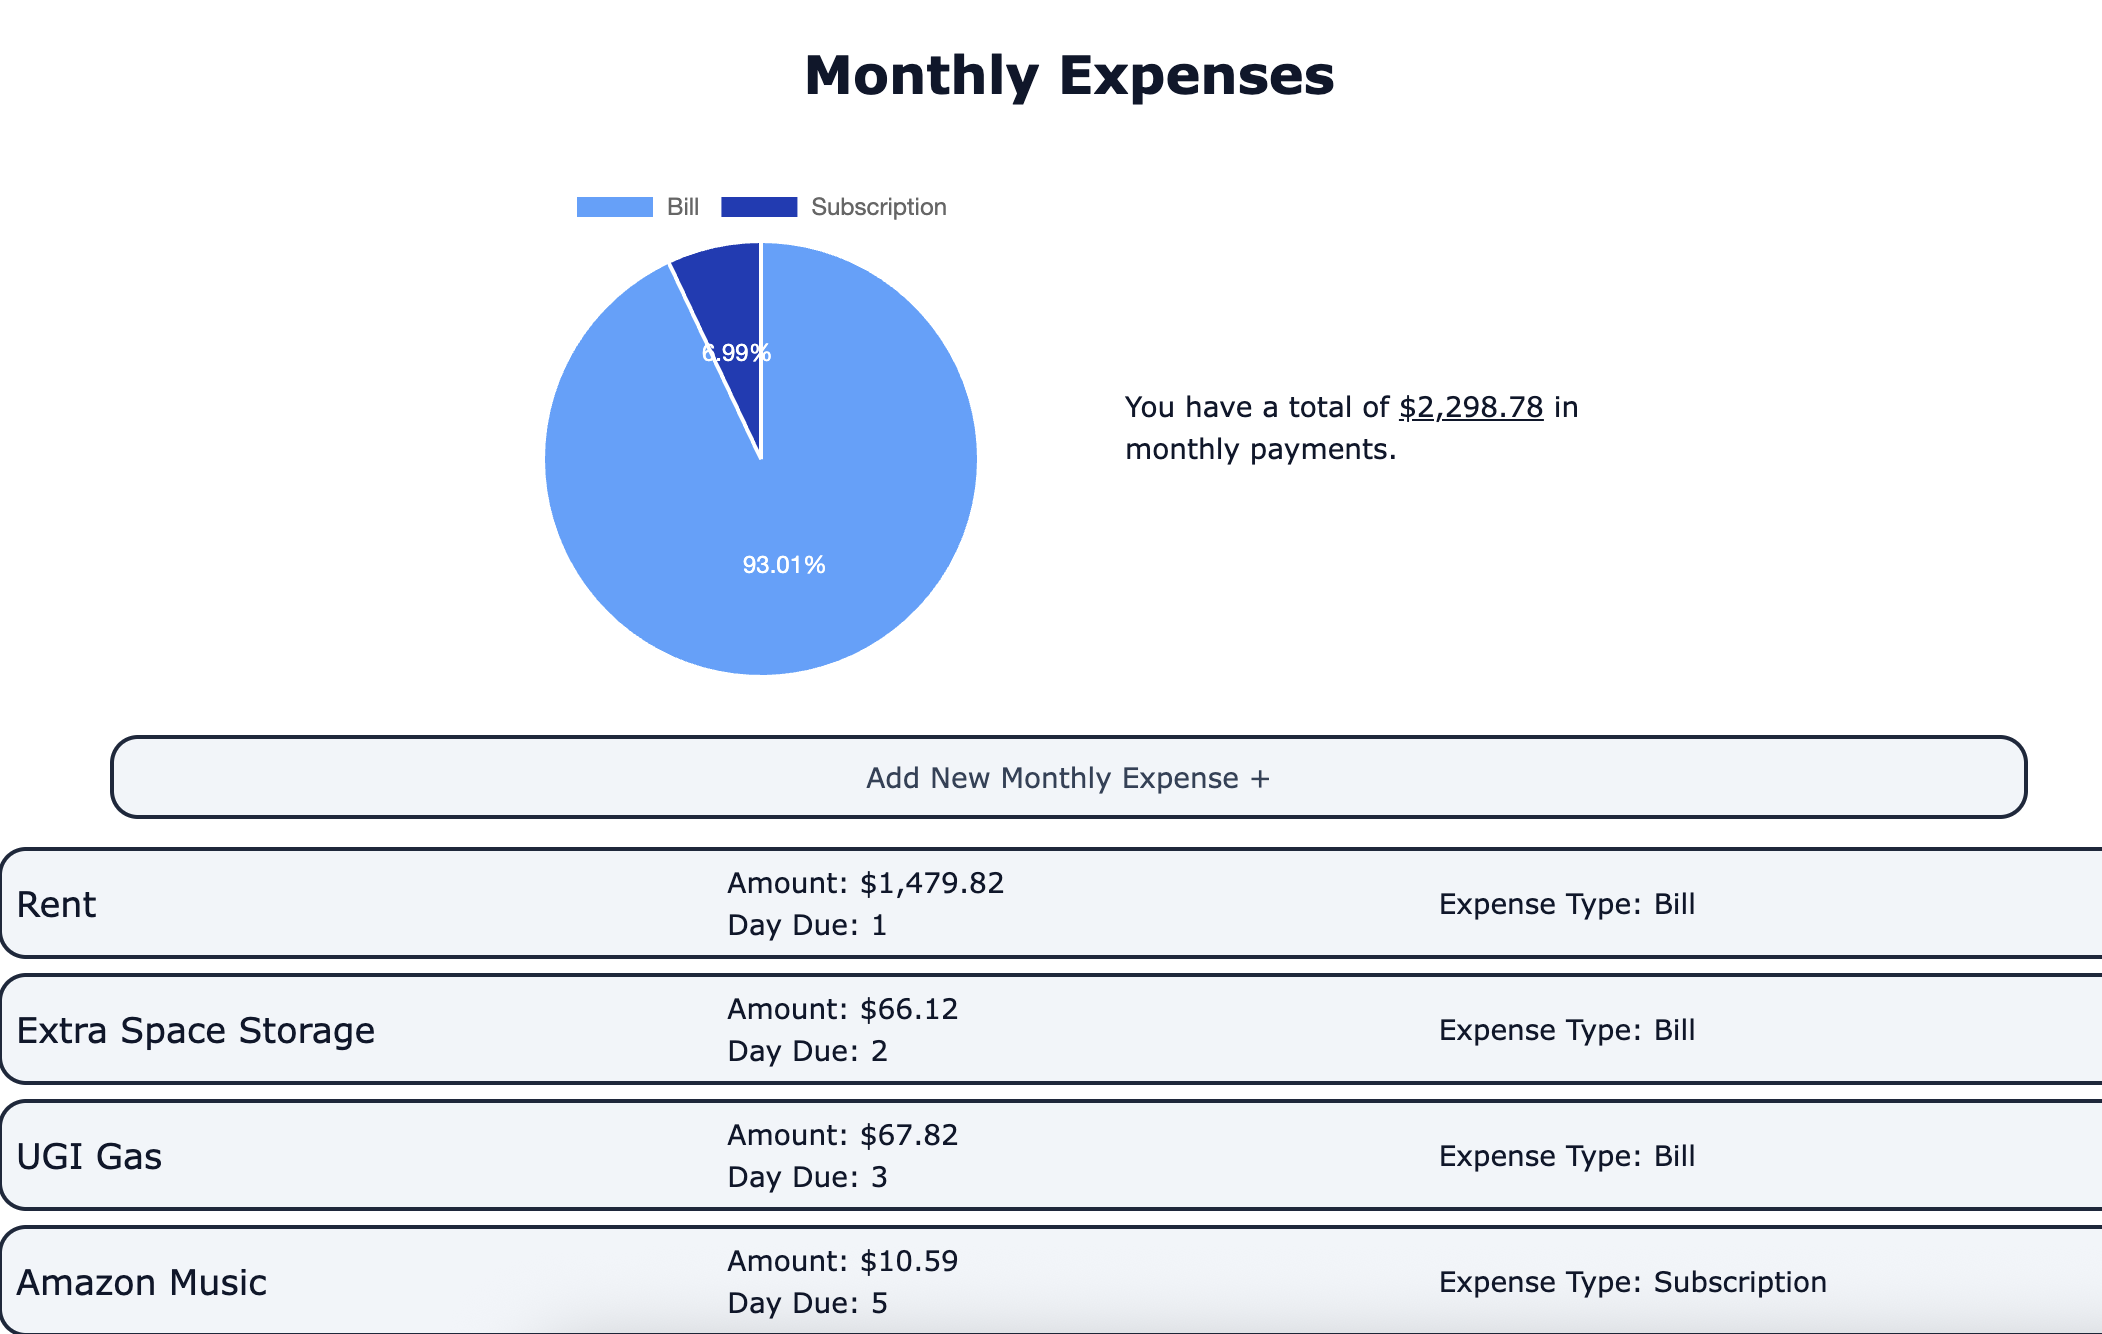 Monthly Expenses
Bill Subscription
6.99%
93.01%
You have a total of $2,298.78 in
monthly payments.
Add New Monthly Expense +
Rent
Amount: $1,479.82
Day Due: 1
Expense Type: Bill
Extra Space Storage
Amount: $66.12
Day Due: 2
Expense Type: Bill
UGI Gas
Amount: $67.82
Day Due: 3
Expense Type: Bill
Amazon Music
Amount: $10.59
Day Due: 5
Expense Type: Subscription